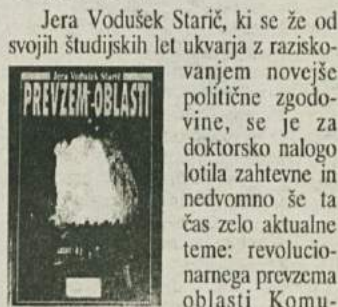 Jera Vodušek Starič, ki se že od
svojih študijskih let ukvarja z razisko-
vanjem novejše
politične zgodo-
vine, se je za
doktorsko nalogo
lotila zahtevne in
nedvomno še ta
čas zelo aktualne
teme: revolucio-
narnega prevzema
oblasti Komu-
Jera Vodušek Starič
PREVZEM OBLASTI